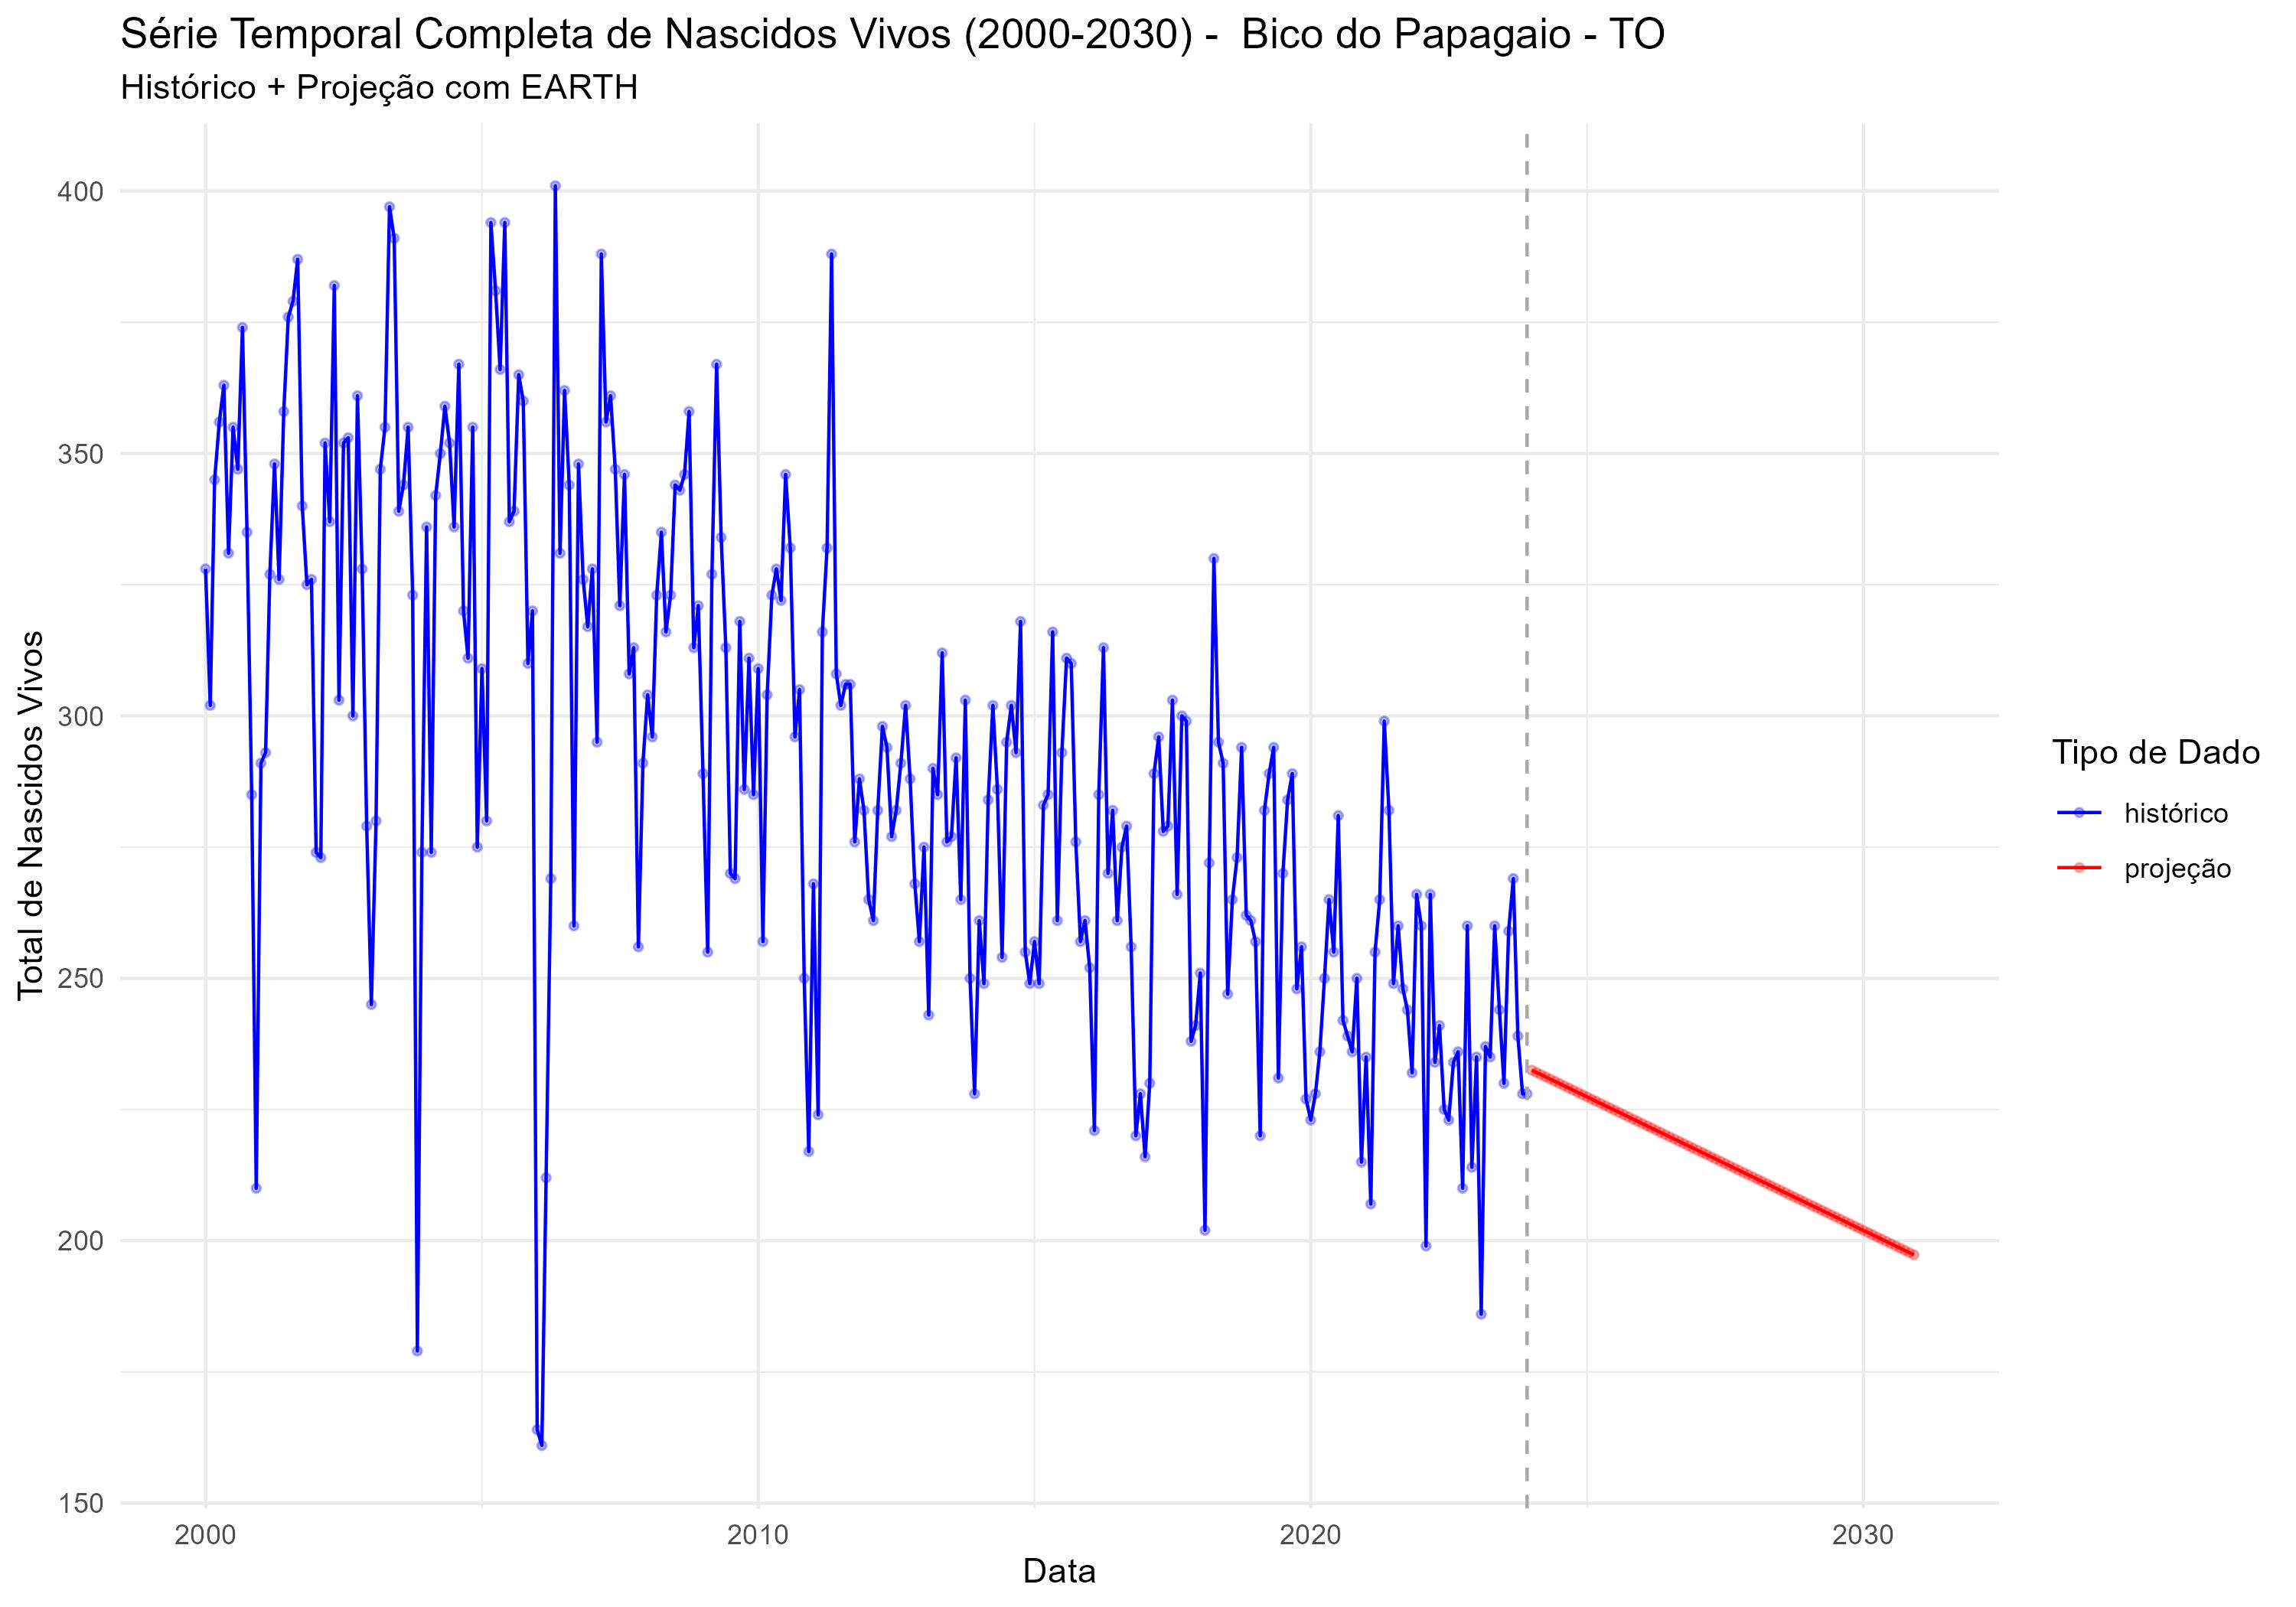 Série Temporal Completa de Nascidos Vivos (2000-2030) -  Bico do Papagaio - TO
Histórico + Projeção com EARTH
Total de Nascidos Vivos
400
350
300
250
200
150
2000
2010
2020
2030
Data
Tipo de Dado
histórico
projeção